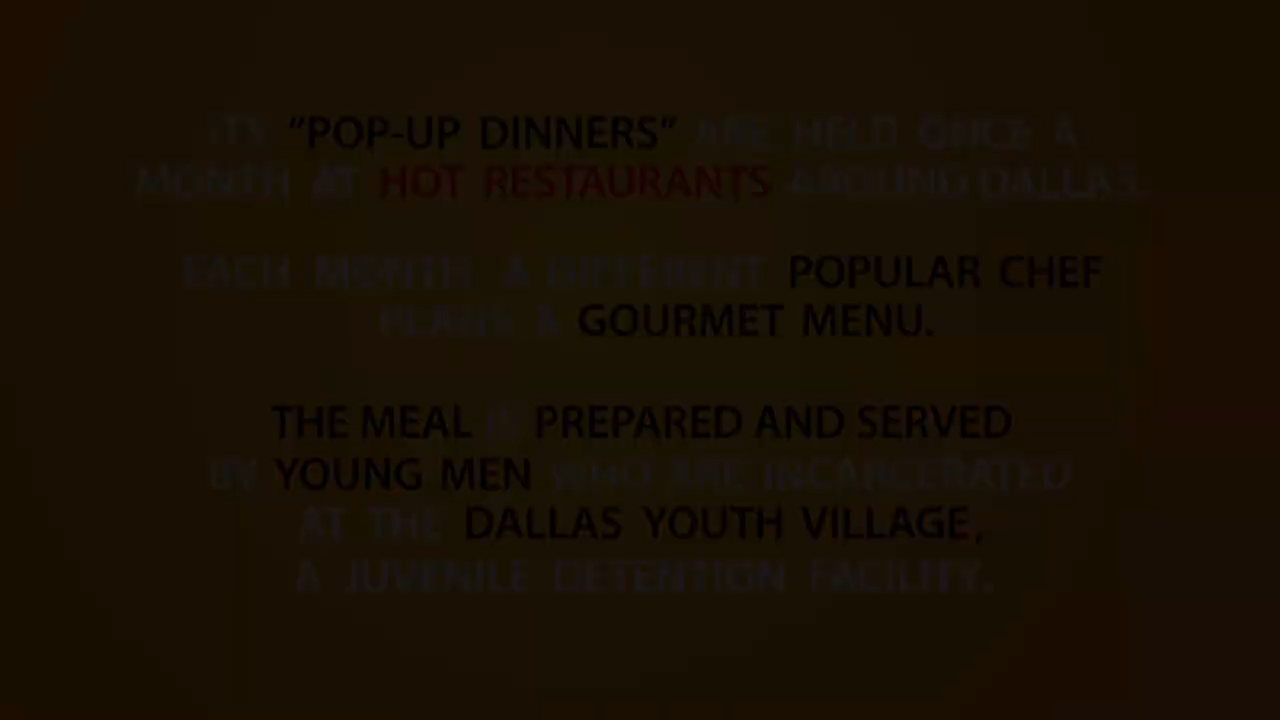 ITS “POP-UP DINNERS” ARE HELD ONCE A
MONTH AT HOT RESTAURANTS AROUND DALLAS.
EACH MONTH, A DIFFERENT POPULAR CHEF
PLANS A GOURMET MENU.
THE MEAL IS PREPARED AND SERVED
BY YOUNG MEN WHO ARE INCARCERATED
AT THE DALLAS YOUTH VILLAGE,
A JUVENILE DETENTION FACILITY.